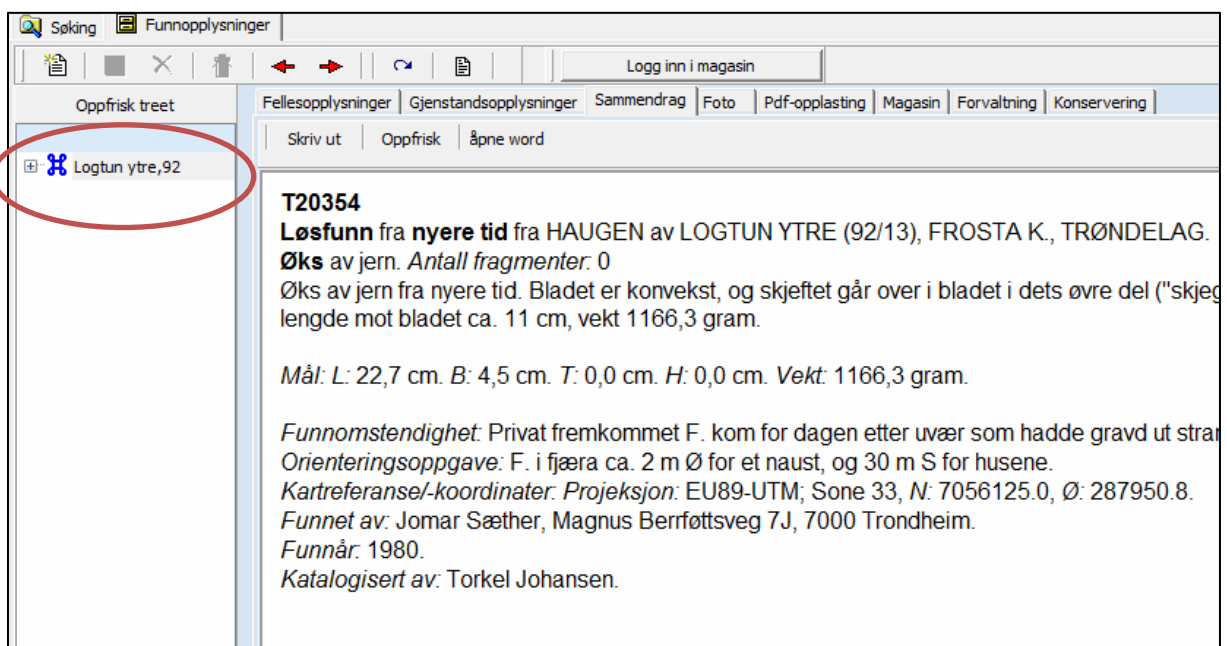 Søking Funnopplysninger
Logg inn i magasin
Oppfrisk treet
Fellesopplysninger Gjenstandsopplysninger Sammendrag Foto Pdf-opplasting Magasin Forvaltning Konservering
Skriv ut Oppfrisk åpne word
Logtun ytre,92
T20354
Løsfunn fra nyere tid fra HAUGEN av LOGTUN YTRE (92/13), FROSTA K., TRØNDELAG.
Øks av jern. Antall fragmenter: 0
Øks av jern fra nyere tid. Bladet er konvekst, og skjeftet går over i bladet i dets øvre del ("skjeg
lengde mot bladet ca. 11 cm, vekt 1166,3 gram.
Mål: L: 22,7 cm. B: 4,5 cm. T: 0,0 cm. H: 0,0 cm. Vekt: 1166,3 gram.
Funnomstendighet: Privat fremkommet F. kom for dagen etter uvær som hadde gravd ut stra
Orienteringsoppgave: F. i fjæra ca. 2 m Ø for et naust, og 30 m S for husene.
Kartreferanse/-koordinater: Projeksjon: EU89-UTM; Sone 33, N: 7056125.0, Ø: 287950.8.
Funnet av: Jomar Sæther, Magnus Berrføttsveg 7J, 7000 Trondheim.
Funnår: 1980.
Katalogisert av: Torkel Johansen.